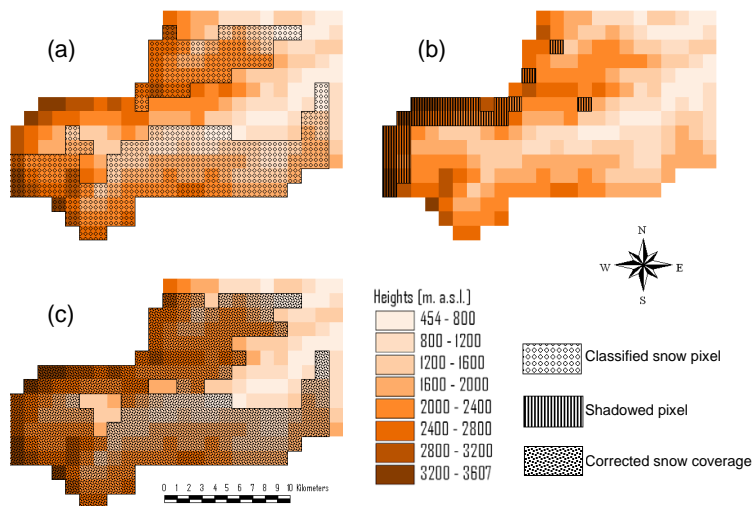 (a)
(b)
N
W E
S
(c)
Heights [m. a.s.l.]
454 - 800
800 - 1200
1200 - 1600
1600 - 2000
2000 - 2400
2400 - 2800
2800 - 3200
3200 - 3607
Classified snow pixel
Shadowed pixel
Corrected snow coverage
0 1 2 3 4 5 6 7 8 9 10 Kilometers